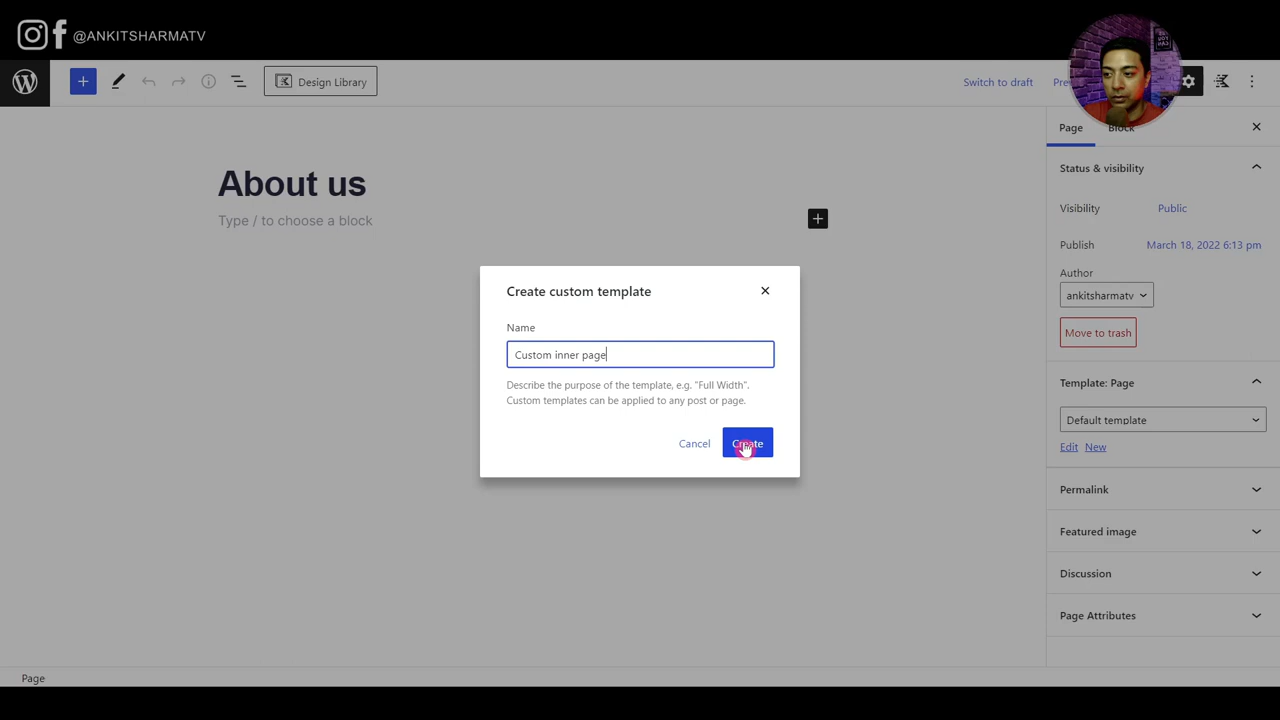 @ANKITSHARMATV
Design Library
Switch to draft
Page
Block
Status & visibility
Visibility
Public
Publish
March 18, 2022 6:13 pm
Author
ankitsharmatv
Move to trash
Template: Page
Default template
Edit
New
Permalink
Featured image
Discussion
Page Attributes
About us
Type / to choose a block
Create custom template
Name
Custom inner page
Describe the purpose of the template, e.g. "Full Width".
Custom templates can be applied to any post or page.
Cancel
Create
Page